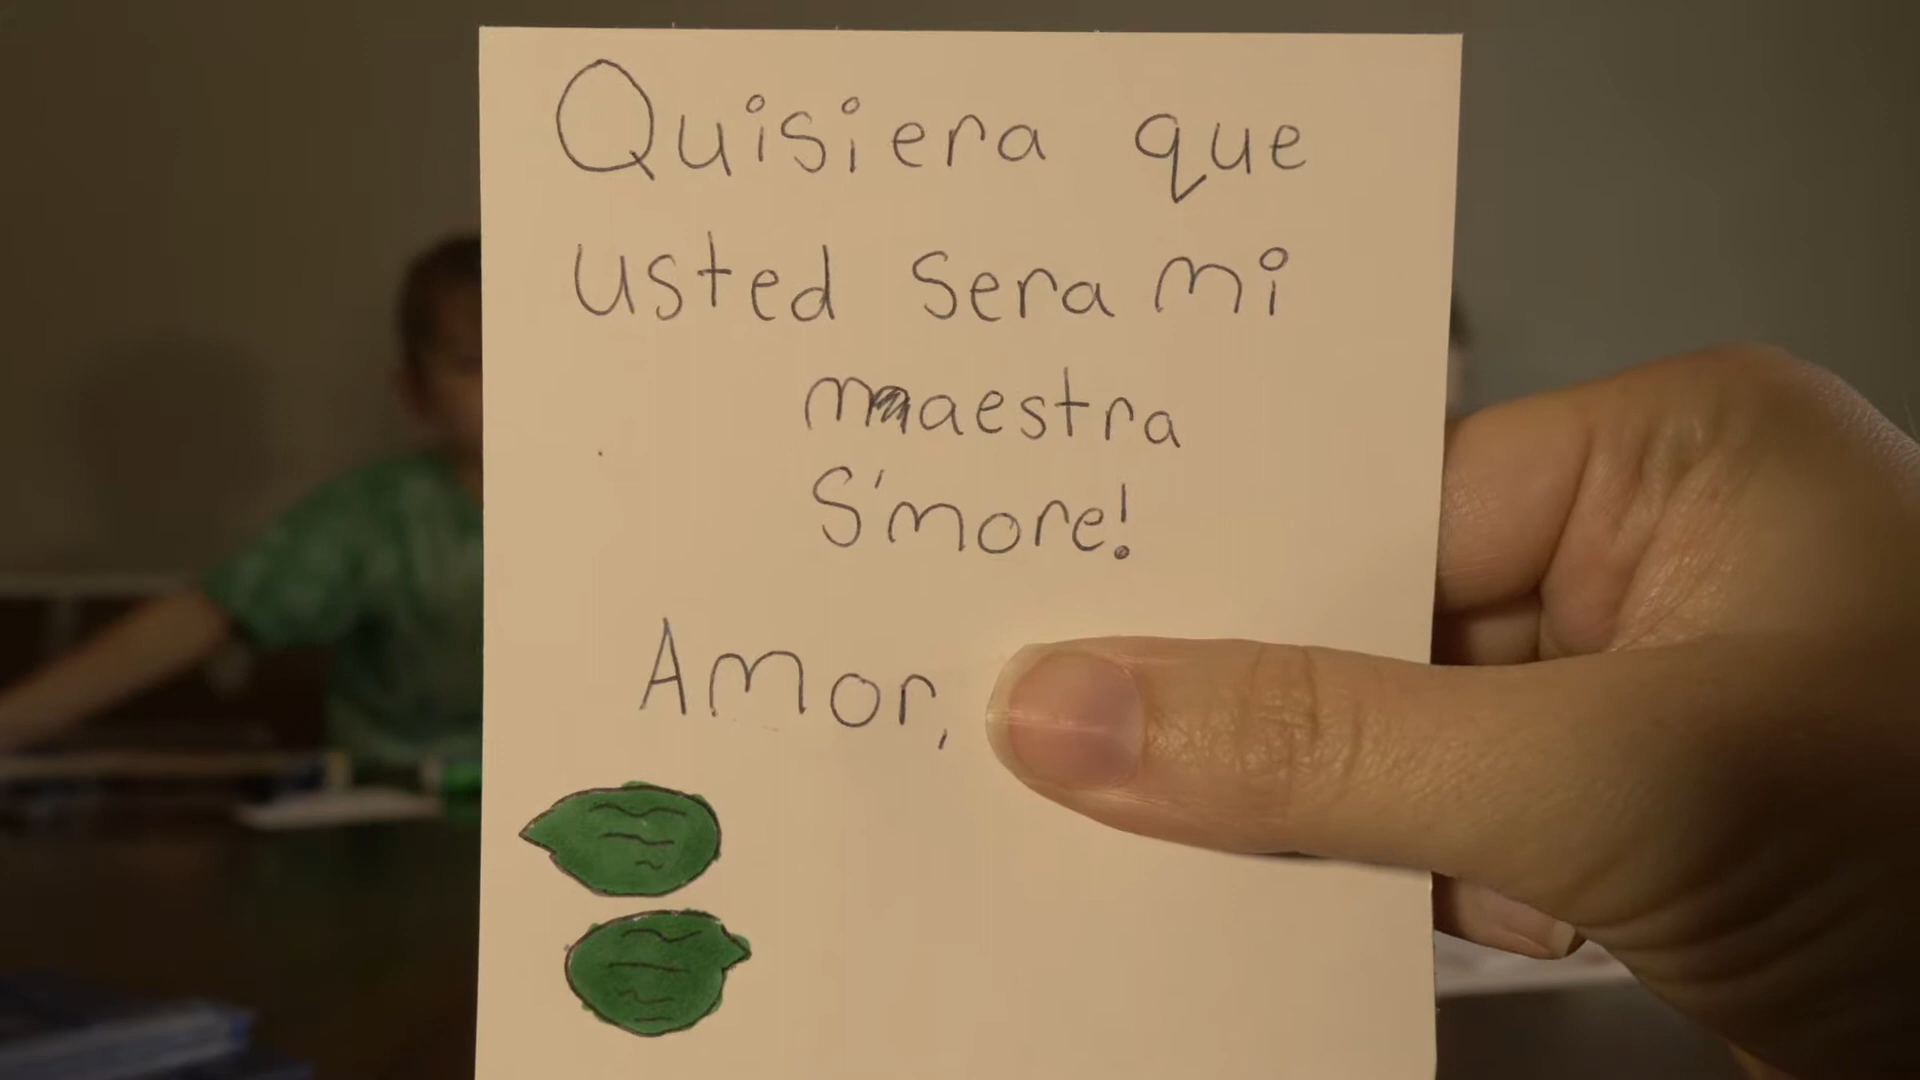 Quisiera que
usted sera mi
maestra
S'more!
Amor,